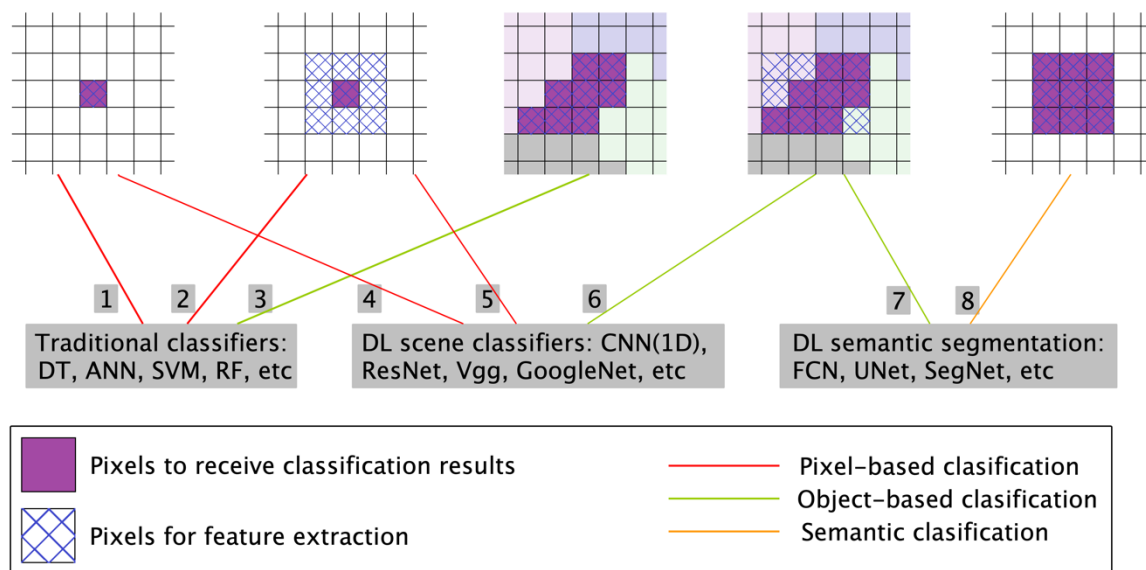 1
2
3
4
5
6
7
8
Traditional classifiers:
DT, ANN, SVM, RF, etc
DL scene classifiers: CNN(1D),
ResNet, Vgg, GoogleNet, etc
DL semantic segmentation:
FCN, UNet, SegNet, etc
Pixels to receive classification results
Pixels for feature extraction
Pixel-based clasification
Object-based clasification
Semantic clasification